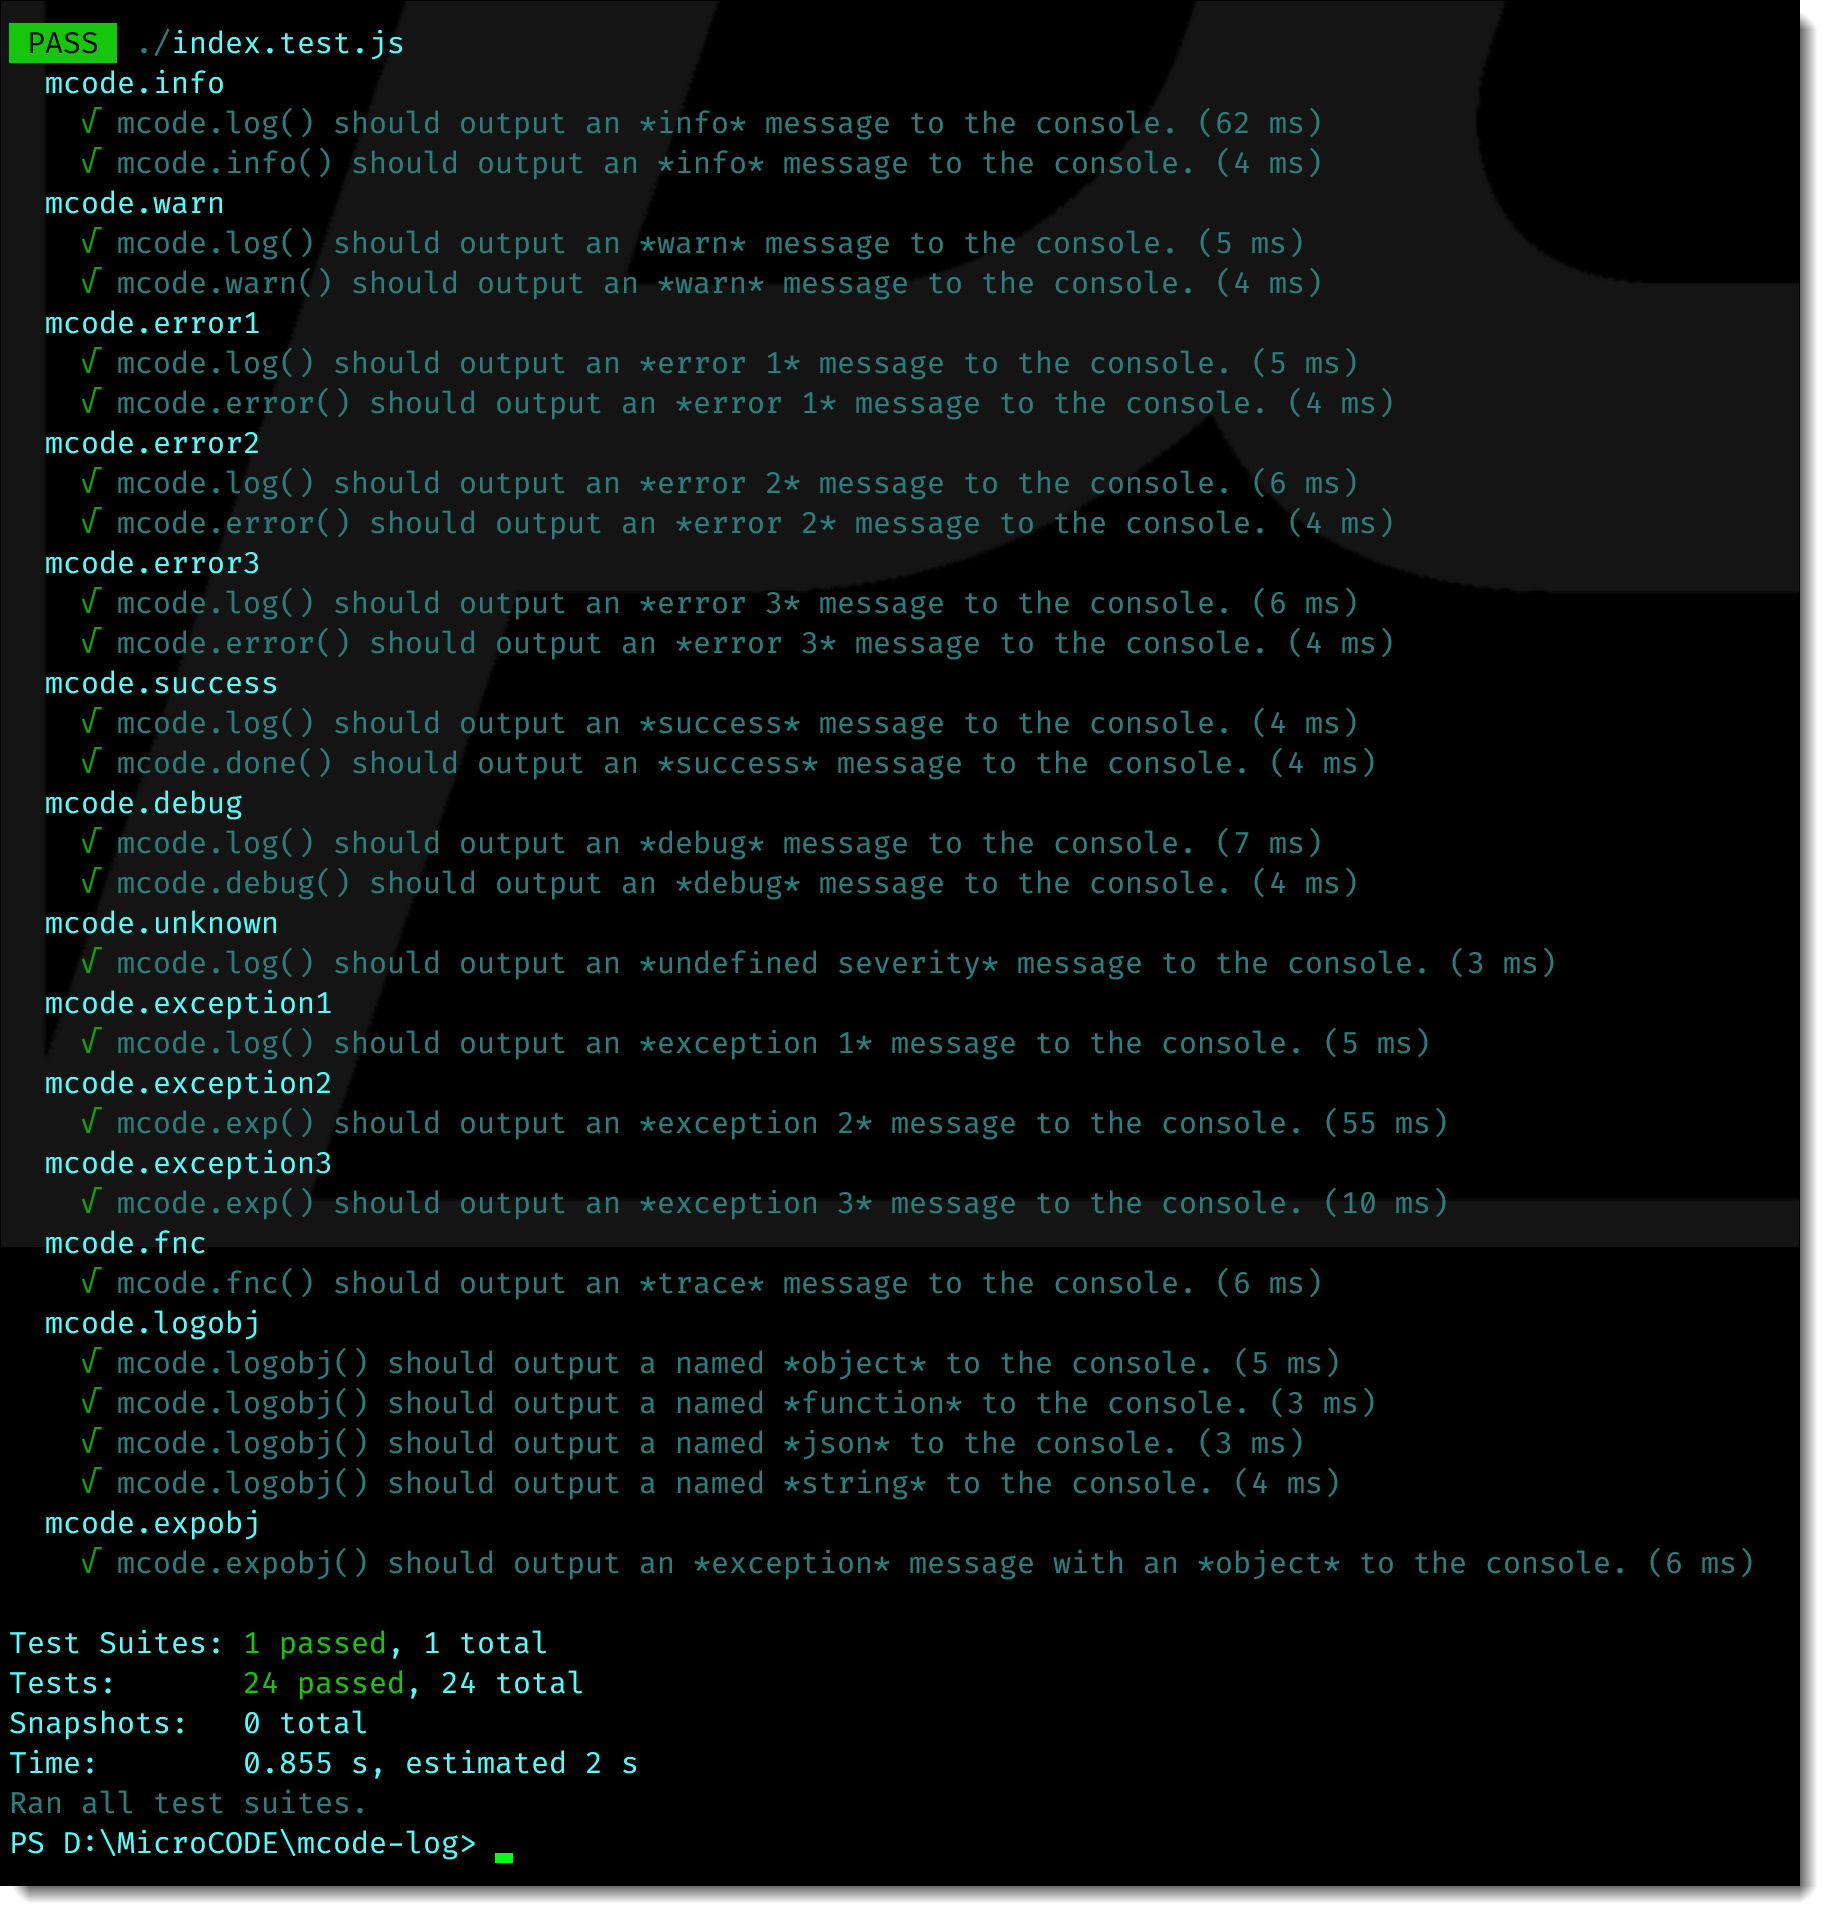 PASS ./index.test.js
mcode.info
√ mcode.log() should output an *info* message to the console. (62 ms)
√ mcode.info() should output an *info* message to the console. (4 ms)
mcode.warn
√ mcode.log() should output an *warn* message to the console. (5 ms)
√ mcode.warn() should output an *warn* message to the console. (4 ms)
mcode.error1
√ mcode.log() should output an *error 1* message to the console. (5 ms)
√ mcode.error() should output an *error 1* message to the console. (4 ms)
mcode.error2
√ mcode.log() should output an *error 2* message to the console. (6 ms)
√ mcode.error() should output an *error 2* message to the console. (4 ms)
mcode.error3
√ mcode.log() should output an *error 3* message to the console. (6 ms)
√ mcode.error() should output an *error 3* message to the console. (4 ms)
mcode.success
√ mcode.log() should output an *success* message to the console. (4 ms)
√ mcode.done() should output an *success* message to the console. (4 ms)
mcode.debug
√ mcode.log() should output an *debug* message to the console. (7 ms)
√ mcode.debug() should output an *debug* message to the console. (4 ms)
mcode.unknown
√ mcode.log() should output an *undefined severity* message to the console. (3 ms)
mcode.exception1
√ mcode.log() should output an *exception 1* message to the console. (5 ms)
mcode.exception2
√ mcode.exp() should output an *exception 2* message to the console. (55 ms)
mcode.exception3
√ mcode.exp() should output an *exception 3* message to the console. (10 ms)
mcode.fnc
√ mcode.fnc() should output an *trace* message to the console. (6 ms)
mcode.logobj
√ mcode.logobj() should output a named *object* to the console. (5 ms)
√ mcode.logobj() should output a named *function* to the console. (3 ms)
√ mcode.logobj() should output a named *json* to the console. (3 ms)
√ mcode.logobj() should output a named *string* to the console. (4 ms)
mcode.expobj
√ mcode.expobj() should output an *exception* message with an *object* to the console. (6 ms)
Test Suites: 1 passed, 1 total
Tests: 24 passed, 24 total
Snapshots: 0 total
Time: 0.855 s, estimated 2 s
Ran all test suites.
PS D:\MicroCODE\mcode-log>